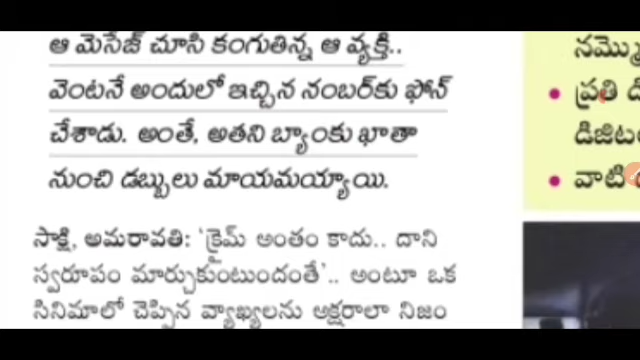 ఆ మెసేజ్ చూసి కంగుతిన్న ఆ వ్యక్తి..
వెంటనే అందులో ఇచ్చిన నంబర్‌కు ఫోన్
చేశాడు. అంతే, అతని బ్యాంకు ఖాతా
నుంచి డబ్బులు మాయమయ్యాయి.
సాక్షి, అమరావతి: ‘క్రైమ్ అంతం కాదు.. దాని
స్వరూపం మార్చుకుంటుందంతే’.. అంటూ ఒక
సినిమాలో చెప్పిన వ్యాఖ్యలను అక్షరాలా నిజం
• ప్రతి
• వాటి